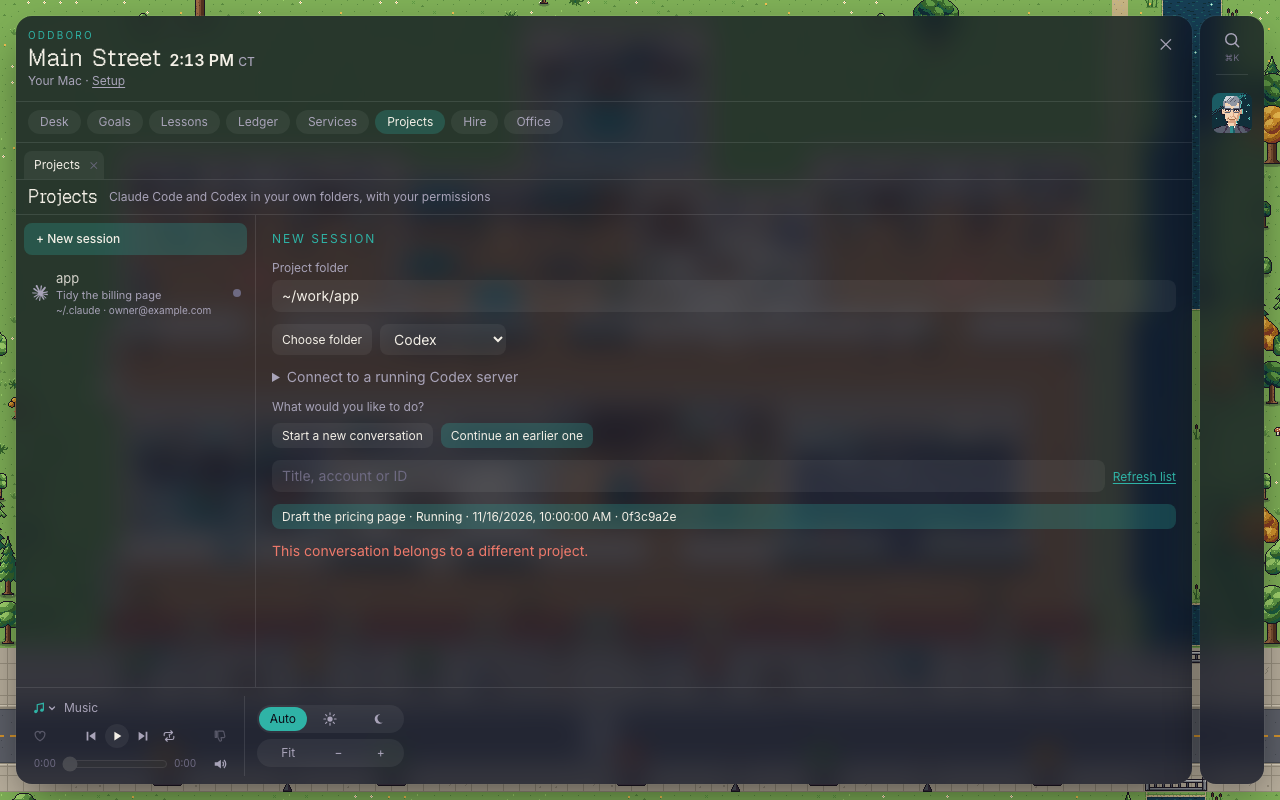 ODDBORO
Main Street 2:13 PM CT
Your Mac · Setup
⌘K
Desk Goals Lessons Ledger Services Projects Hire Office
Projects ×
Projects Claude Code and Codex in your own folders, with your permissions
+ New session
app
Tidy the billing page
~/.claude · owner@example.com
NEW SESSION
Project folder
~/work/app
Choose folder Codex
Connect to a running Codex server
What would you like to do?
Start a new conversation Continue an earlier one
Title, account or ID Refresh list
Draft the pricing page · Running · 11/16/2026, 10:00:00 AM · 0f3c9a2e
This conversation belongs to a different project.
Music
0:00 0:00
Auto
Fit − +